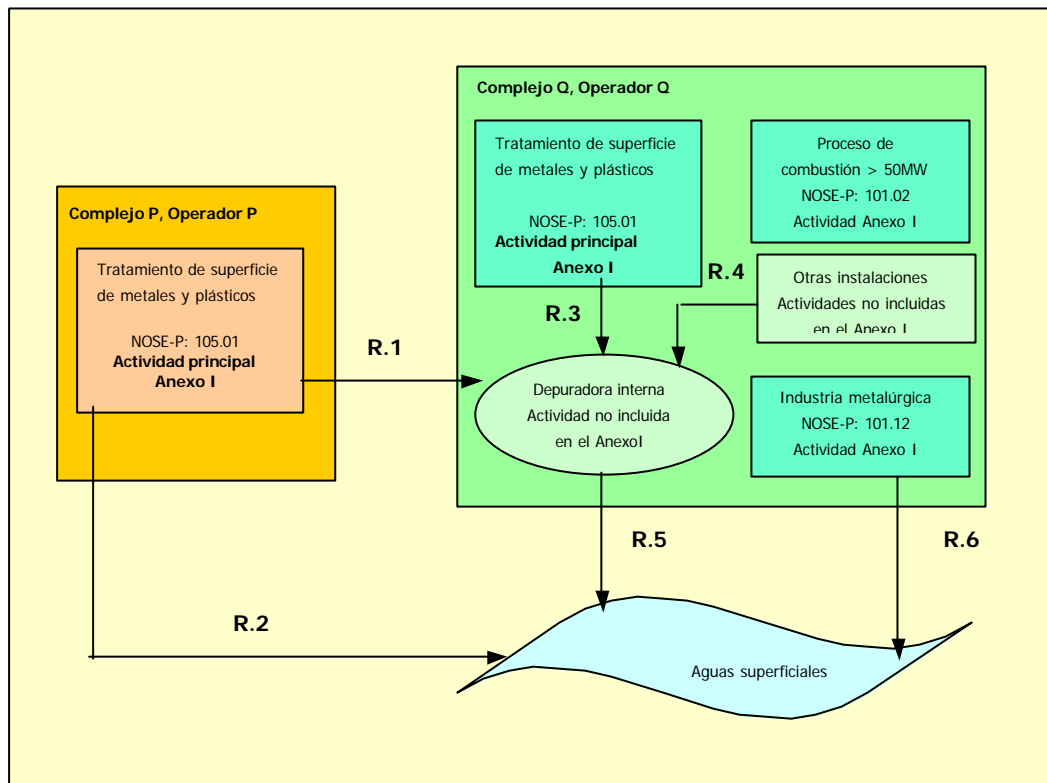 Complejo Q, Operador Q
Tratamiento de superficie
de metales y plásticos
NOSE-P: 105.01
Actividad principal
Anexo I
Proceso de
combustión > 50MW
NOSE-P: 101.02
Actividad Anexo I
Complejo P, Operador P
Tratamiento de superficie
de metales y plásticos
NOSE-P: 105.01
Actividad principal
Anexo I
R.4
Otras instalaciones
Actividades no incluidas
en el Anexo I
R.3
R.1
Depuradora interna
Actividad no incluida
en el AnexoI
Industria metalúrgica
NOSE-P: 101.12
Actividad Anexo I
R.5
R.6
R.2
Aguas superficiales